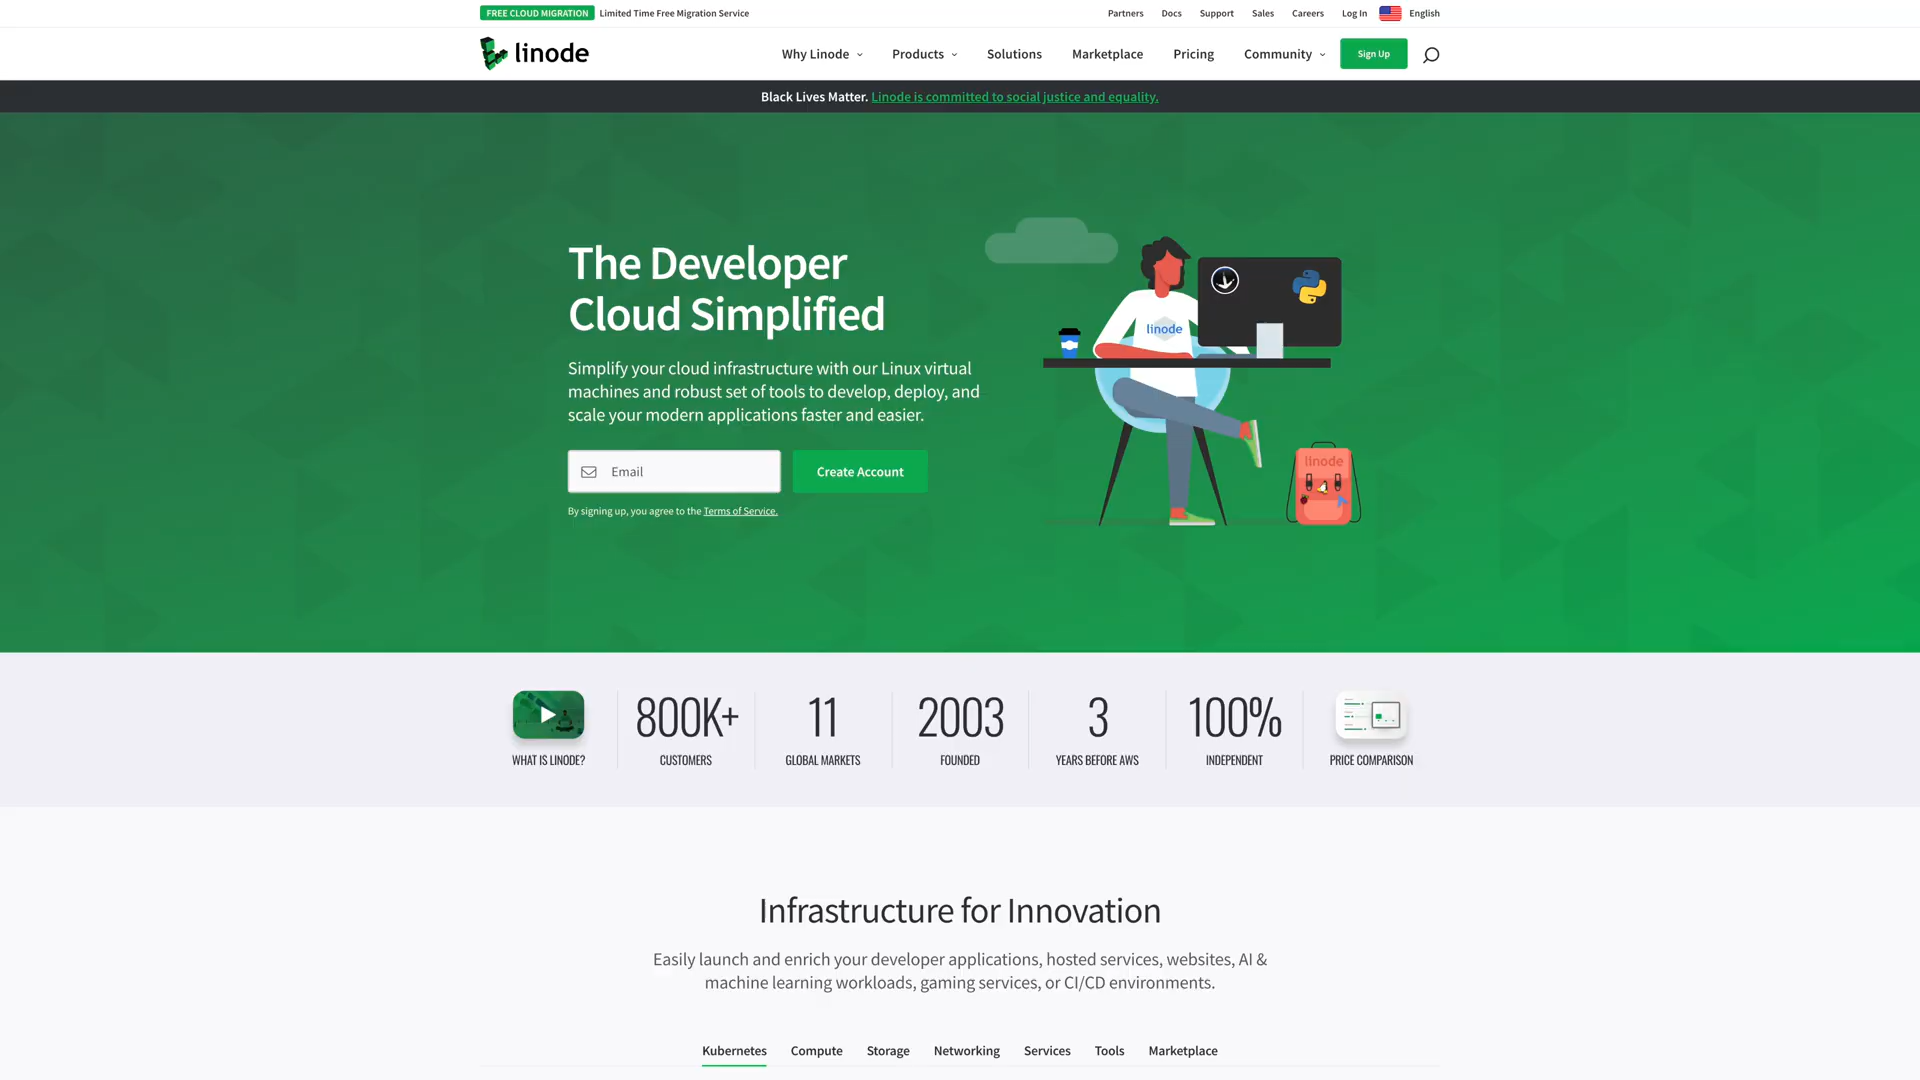 FREE CLOUD MIGRATION Limited Time Free Migration Service
Partners Docs Support Sales Careers Log In English
linode
Why Linode Products Solutions Marketplace Pricing Community Sign Up
Black Lives Matter. Linode is committed to social justice and equality.
The Developer
Cloud Simplified
Simplify your cloud infrastructure with our Linux virtual
machines and robust set of tools to develop, deploy, and
scale your modern applications faster and easier.
Email
Create Account
By signing up, you agree to the Terms of Service.
linode
linode
WHAT IS LINODE?
800K+
CUSTOMERS
11
GLOBAL MARKETS
2003
FOUNDED
3
YEARS BEFORE AWS
100%
INDEPENDENT
PRICE COMPARISON
Infrastructure for Innovation
Easily launch and enrich your developer applications, hosted services, websites, AI &
machine learning workloads, gaming services, or CI/CD environments.
Kubernetes Compute Storage Networking Services Tools Marketplace